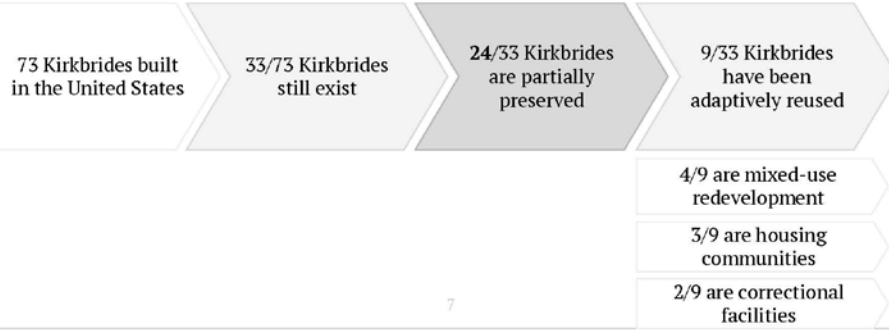 73 Kirkbrides built
in the United States
33/73 Kirkbrides
still exist
24/33 Kirkbrides
are partially
preserved
9/33 Kirkbrides
have been
adaptively reused
4/9 are mixed-use
redevelopment
3/9 are housing
communities
2/9 are correctional
facilities
7